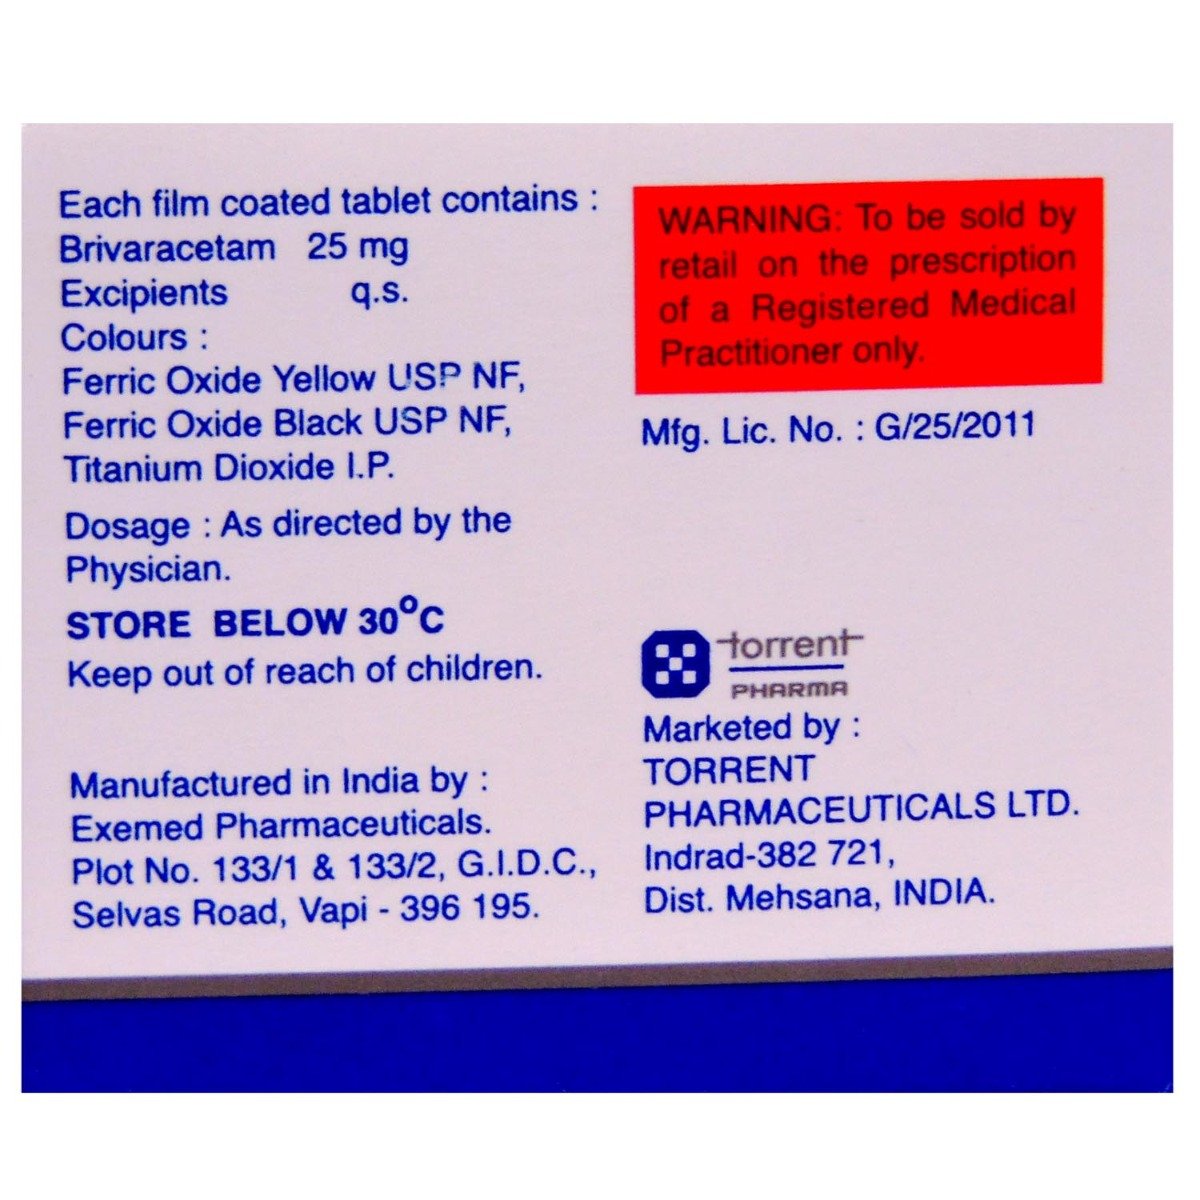 Each film coated tablet contains :
Brivaracetam 25 mg
Excipients q.s.
Colours :
Ferric Oxide Yellow USP NF,
Ferric Oxide Black USP NF,
Titanium Dioxide I.P.
Dosage : As directed by the
Physician.
STORE BELOW 30°C
Keep out of reach of children.
Manufactured in India by :
Exemed Pharmaceuticals.
Plot No. 133/1 & 133/2, G.I.D.C.,
Selvas Road, Vapi - 396 195.
WARNING: To be sold by
retail on the prescription
of a Registered Medical
Practitioner only.
Mfg. Lic. No. : G/25/2011
torrent
PHARMA
Marketed by :
TORRENT
PHARMACEUTICALS LTD.
Indrad-382 721,
Dist. Mehsana, INDIA.